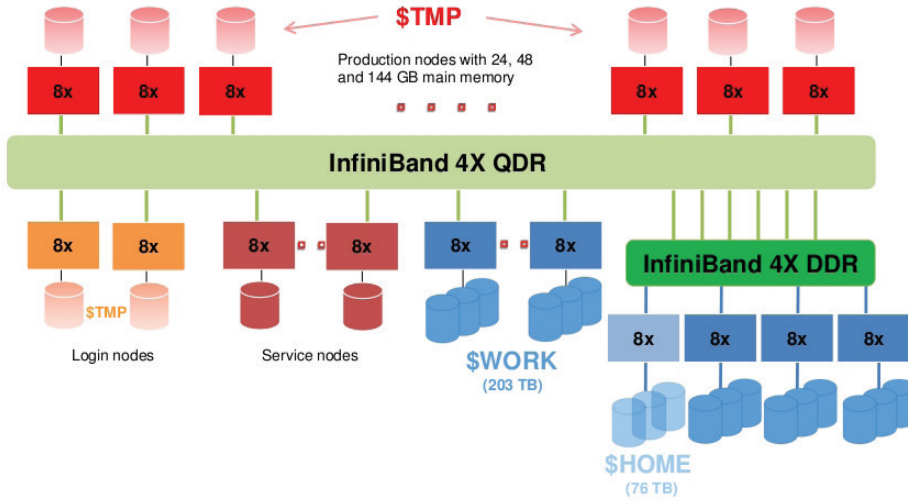 $TMP
Production nodes with 24, 48
and 144 GB main memory
8x 8x 8x 8x 8x 8x
InfiniBand 4X QDR
8x 8x 8x 8x 8x 8x
InfiniBand 4X DDR
$TMP
Login nodes
Service nodes
$WORK
(203 TB)
8x 8x 8x 8x
$HOME
(76 TB)